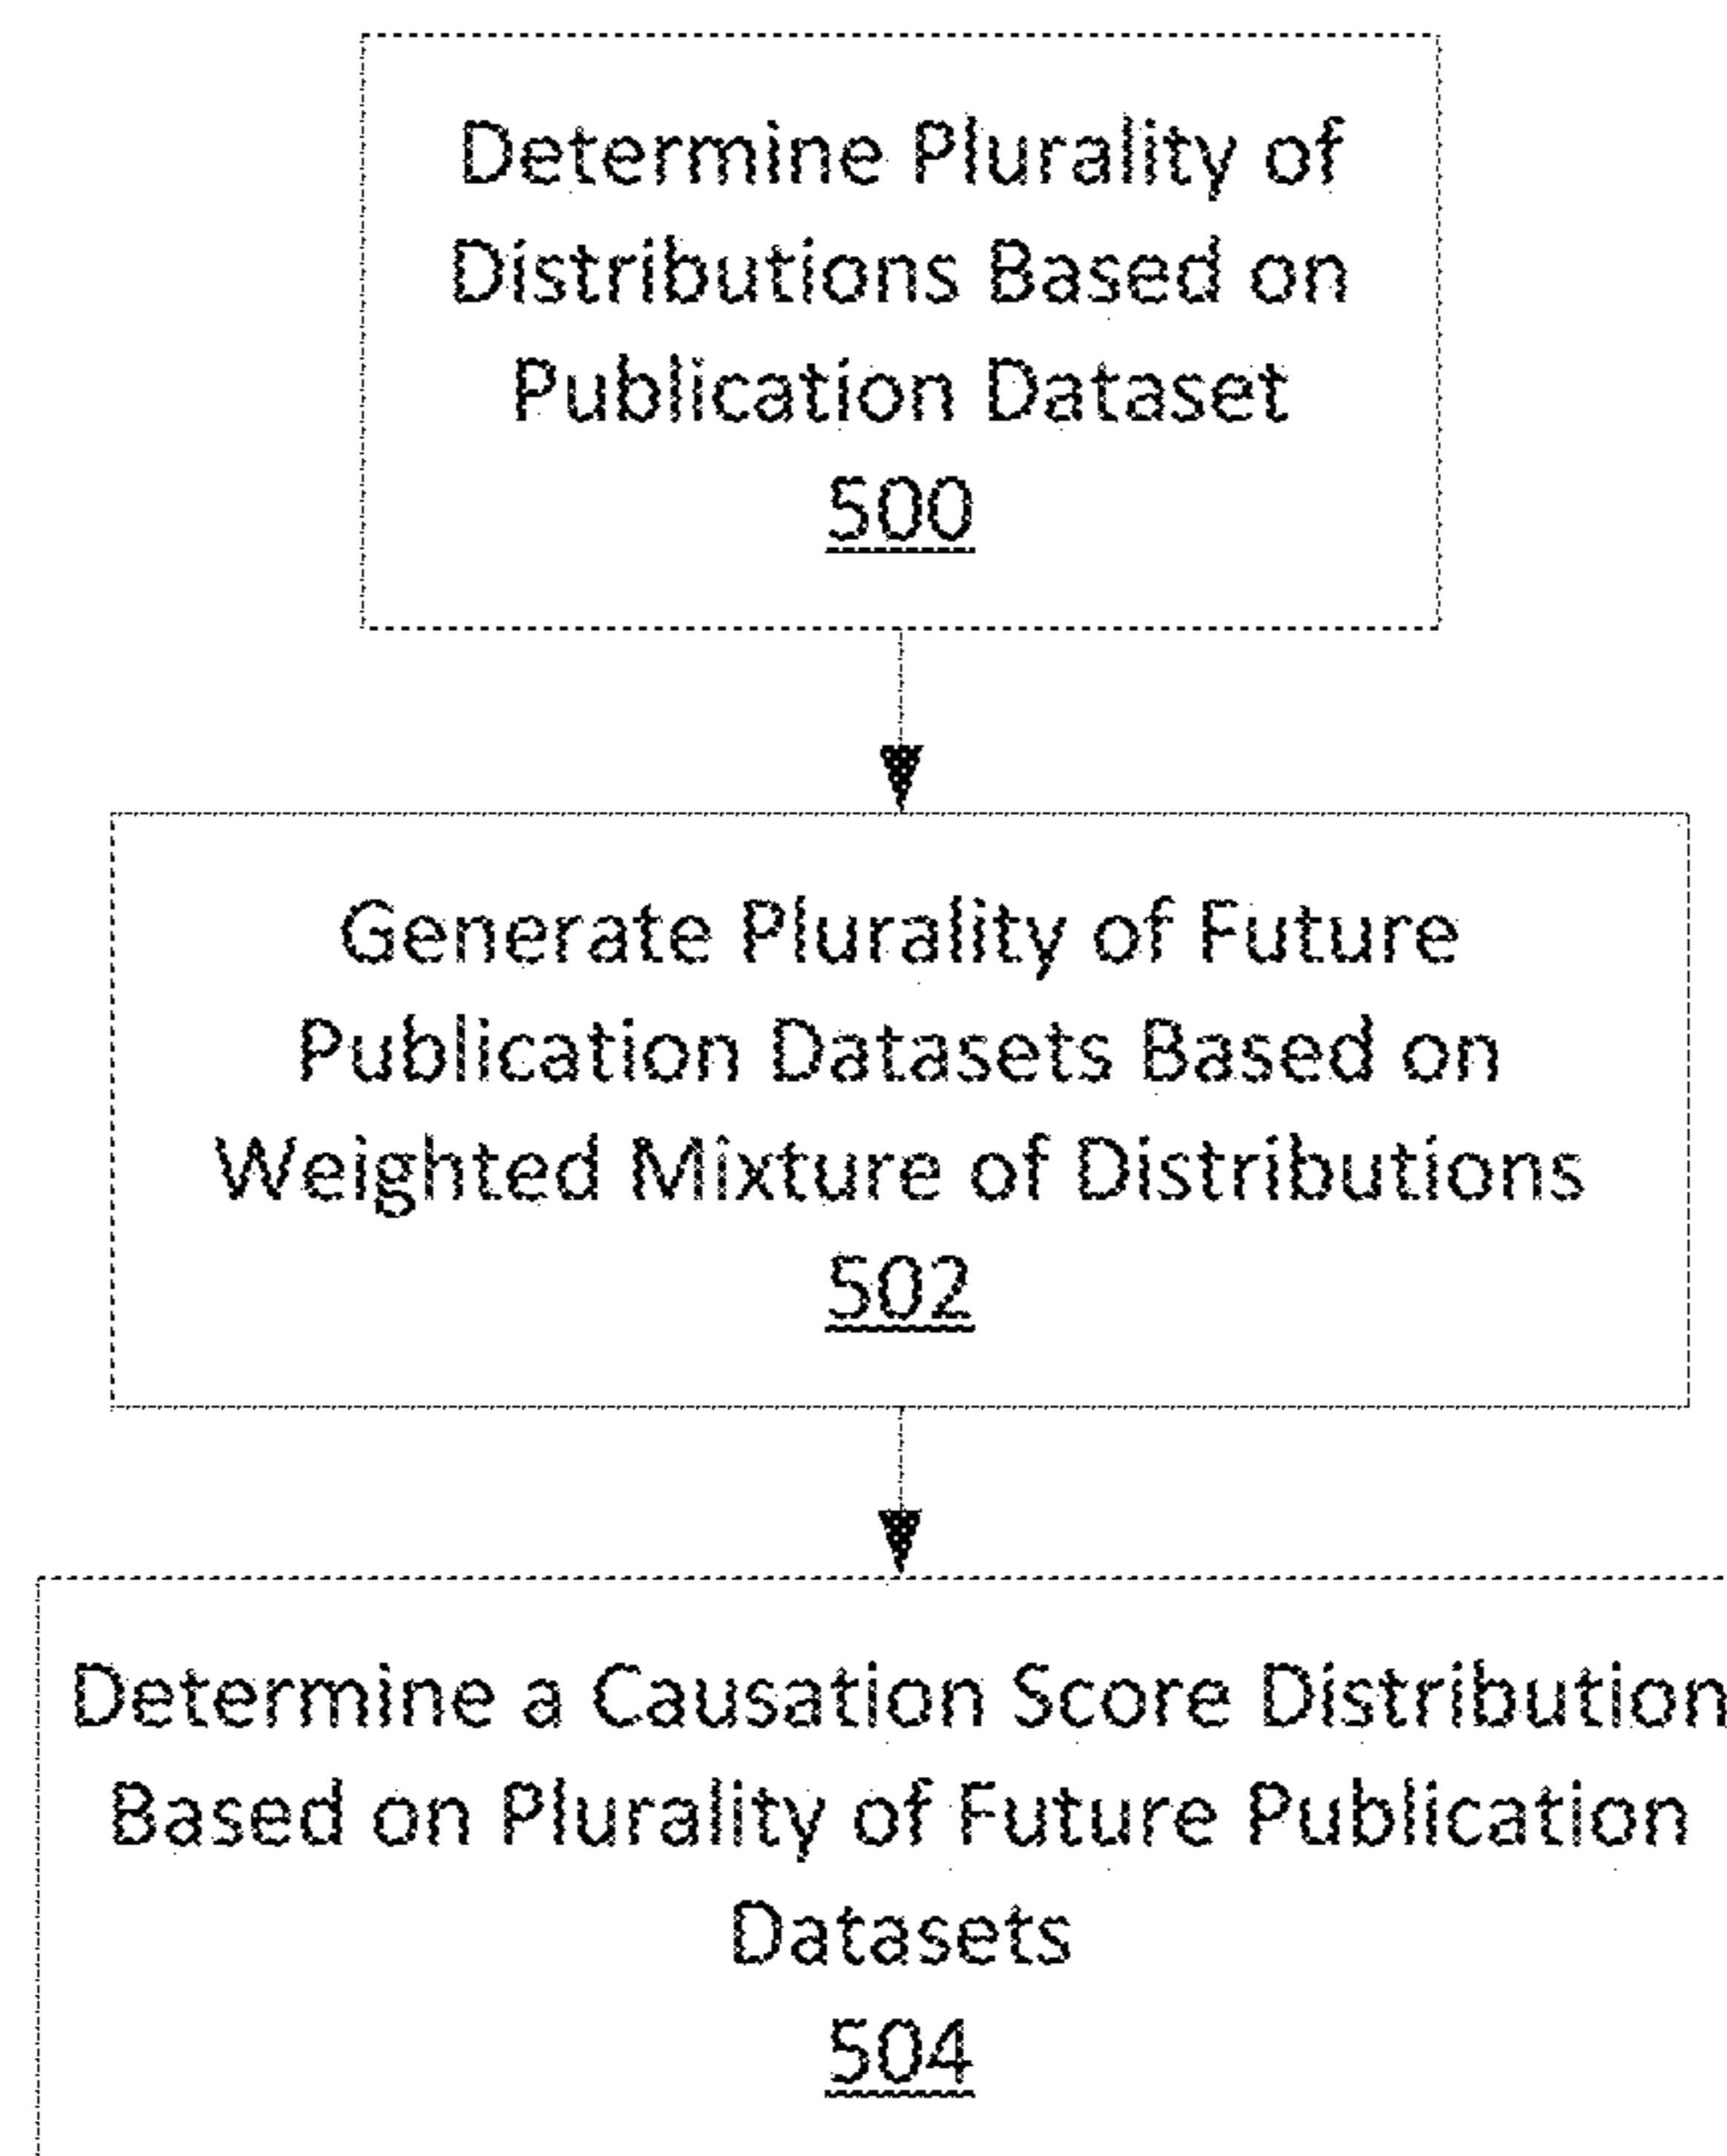 Determine Plurality of
Distributions Based on
Publication Dataset
500
Generate Plurality of Future
Publication Datasets Based on
Weighted Mixture of Distributions
502
Determine a Causation Score Distribution
Based on Plurality of Future Publication
Datasets
504